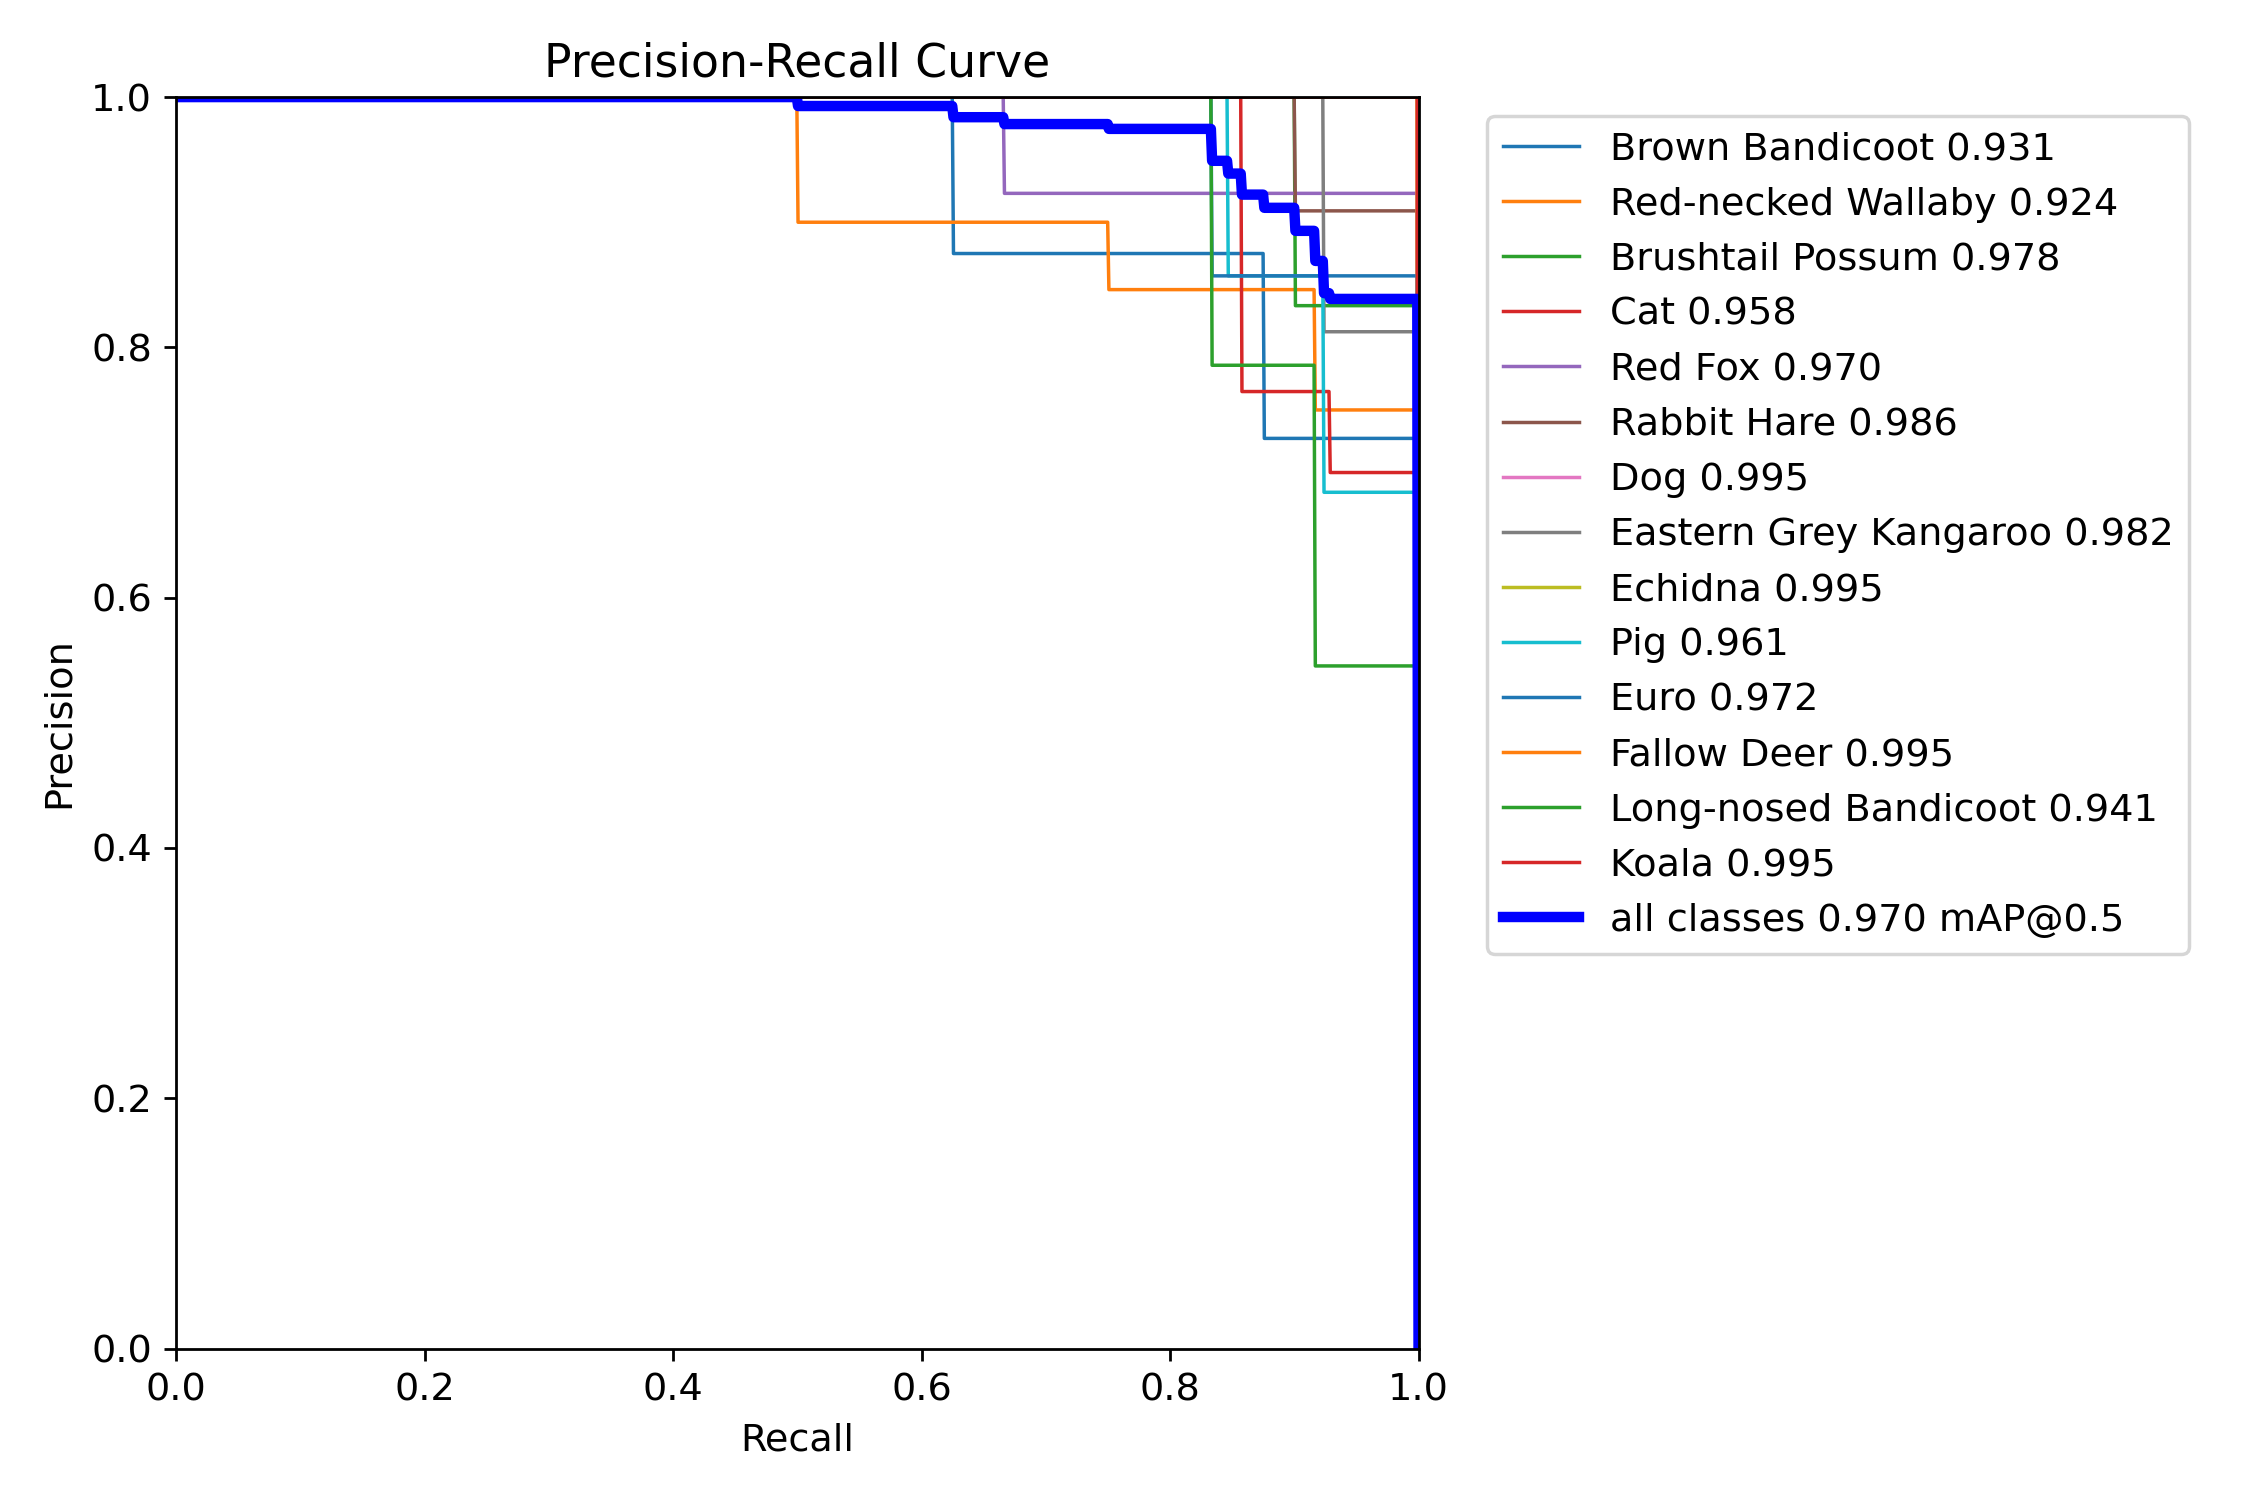 Precision-Recall Curve
1.0
0.8
0.6
0.4
0.2
0.0
Precision
0.0 0.2 0.4 0.6 0.8 1.0
Recall
Brown Bandicoot 0.931
Red-necked Wallaby 0.924
Brushtail Possum 0.978
Cat 0.958
Red Fox 0.970
Rabbit Hare 0.986
Dog 0.995
Eastern Grey Kangaroo 0.982
Echidna 0.995
Pig 0.961
Euro 0.972
Fallow Deer 0.995
Long-nosed Bandicoot 0.941
Koala 0.995
all classes 0.970 mAP@0.5